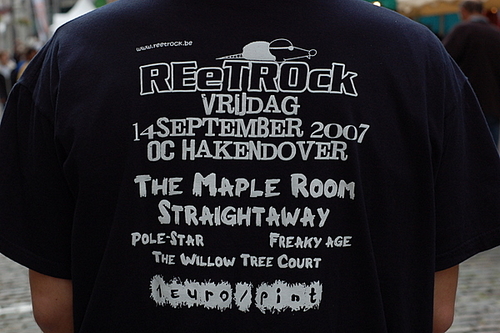 www.reetrock.be
REeTROck
VRIJDAG
14 SEPTEMBER 2007
OC HAKENDOVER
THE MAPLE ROOM
STRAIGHTAWAY
POLE-STAR FREAKY AGE
THE WILLOW TREE COURT
1euro/pint